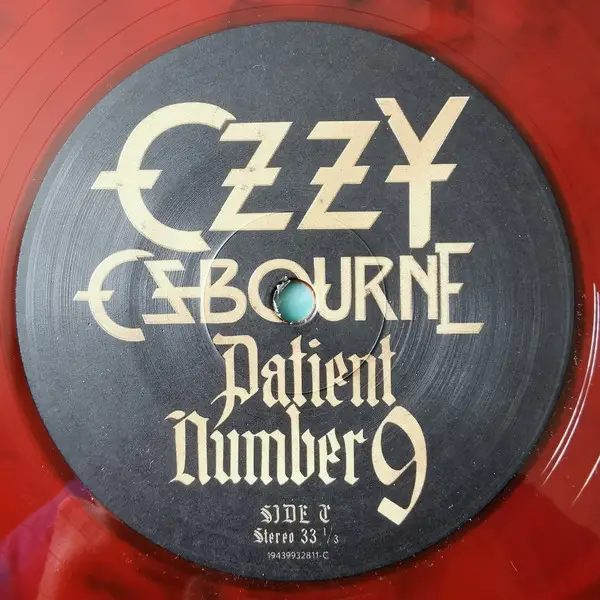 OZZY
OSBOURNE
Patient
Number 9
SIDE C
Stereo 33 1/3
19439932811-C